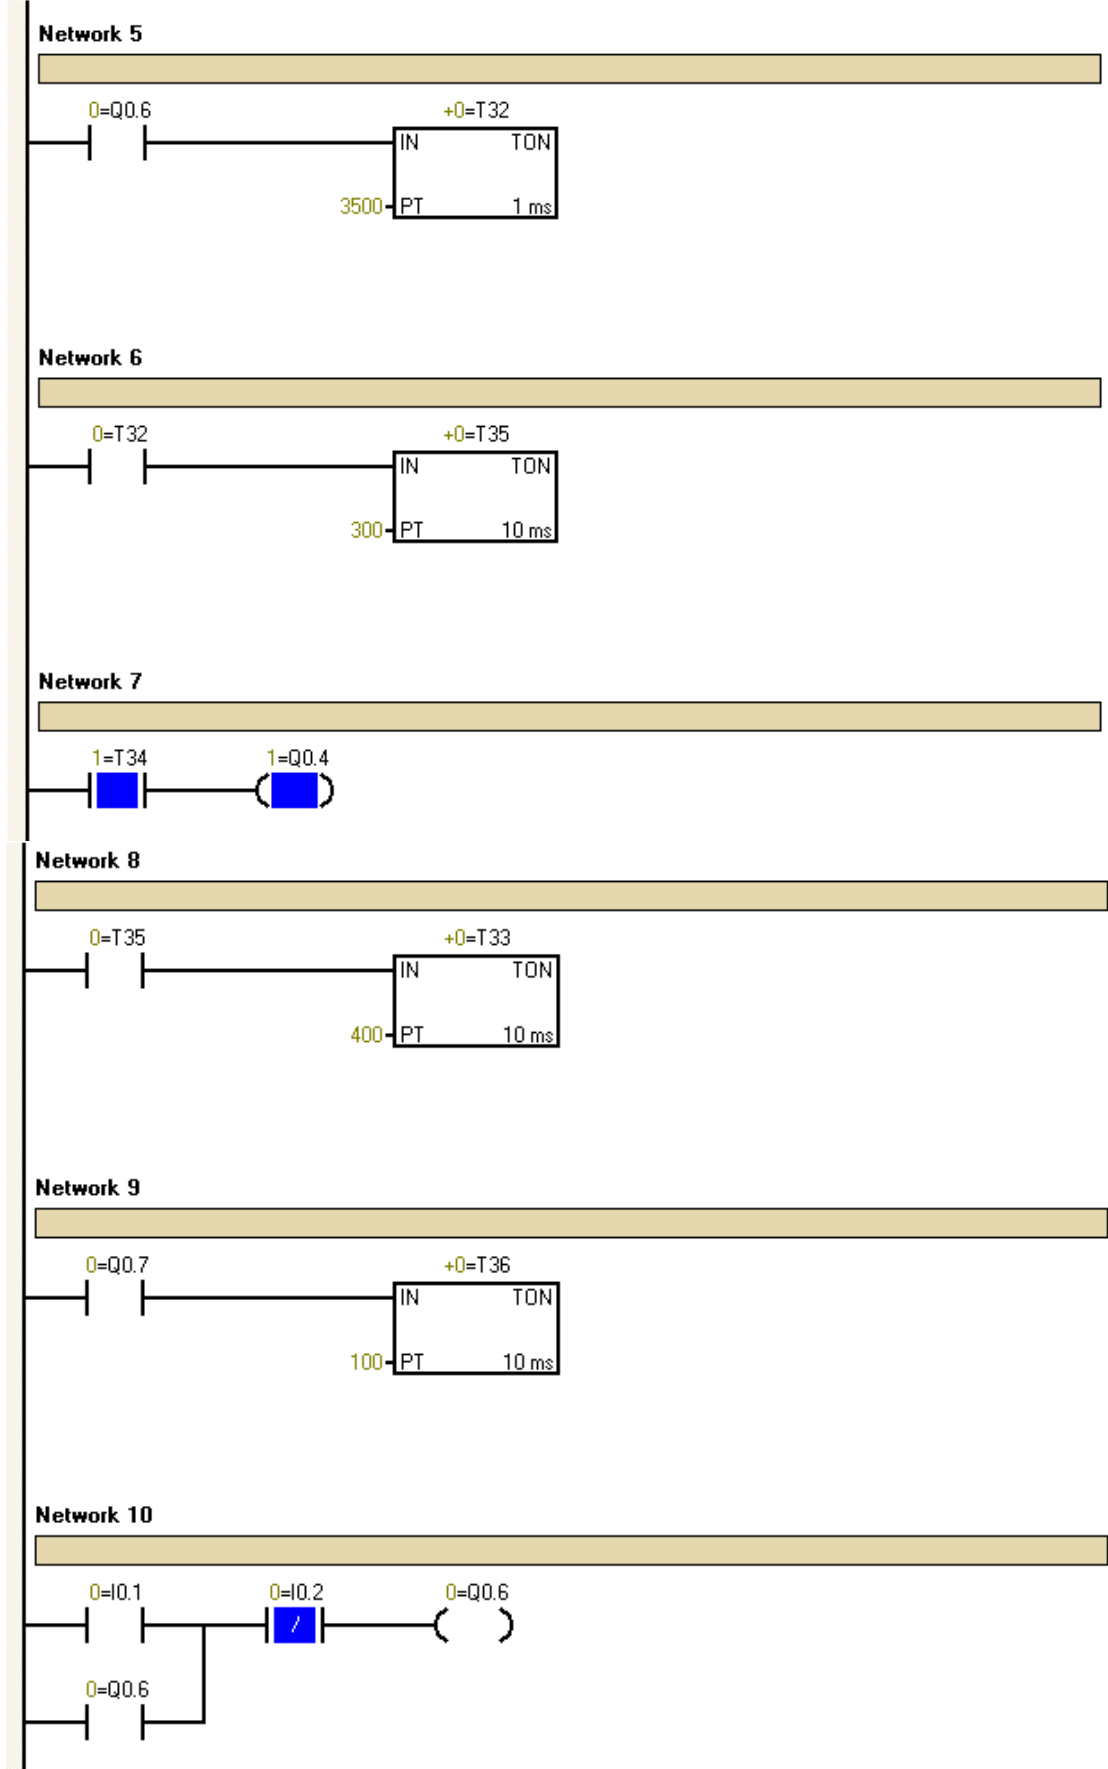 Network 5
0=Q0.6 +0=T32
IN TON
3500 PT 1 ms
Network 6
0=T32 +0=T35
IN TON
300 PT 10 ms
Network 7
1=T34 1=Q0.4
Network 8
0=T35 +0=T33
IN TON
400 PT 10 ms
Network 9
0=Q0.7 +0=T36
IN TON
100 PT 10 ms
Network 10
0=I0.1 0=I0.2 0=Q0.6
/
0=Q0.6